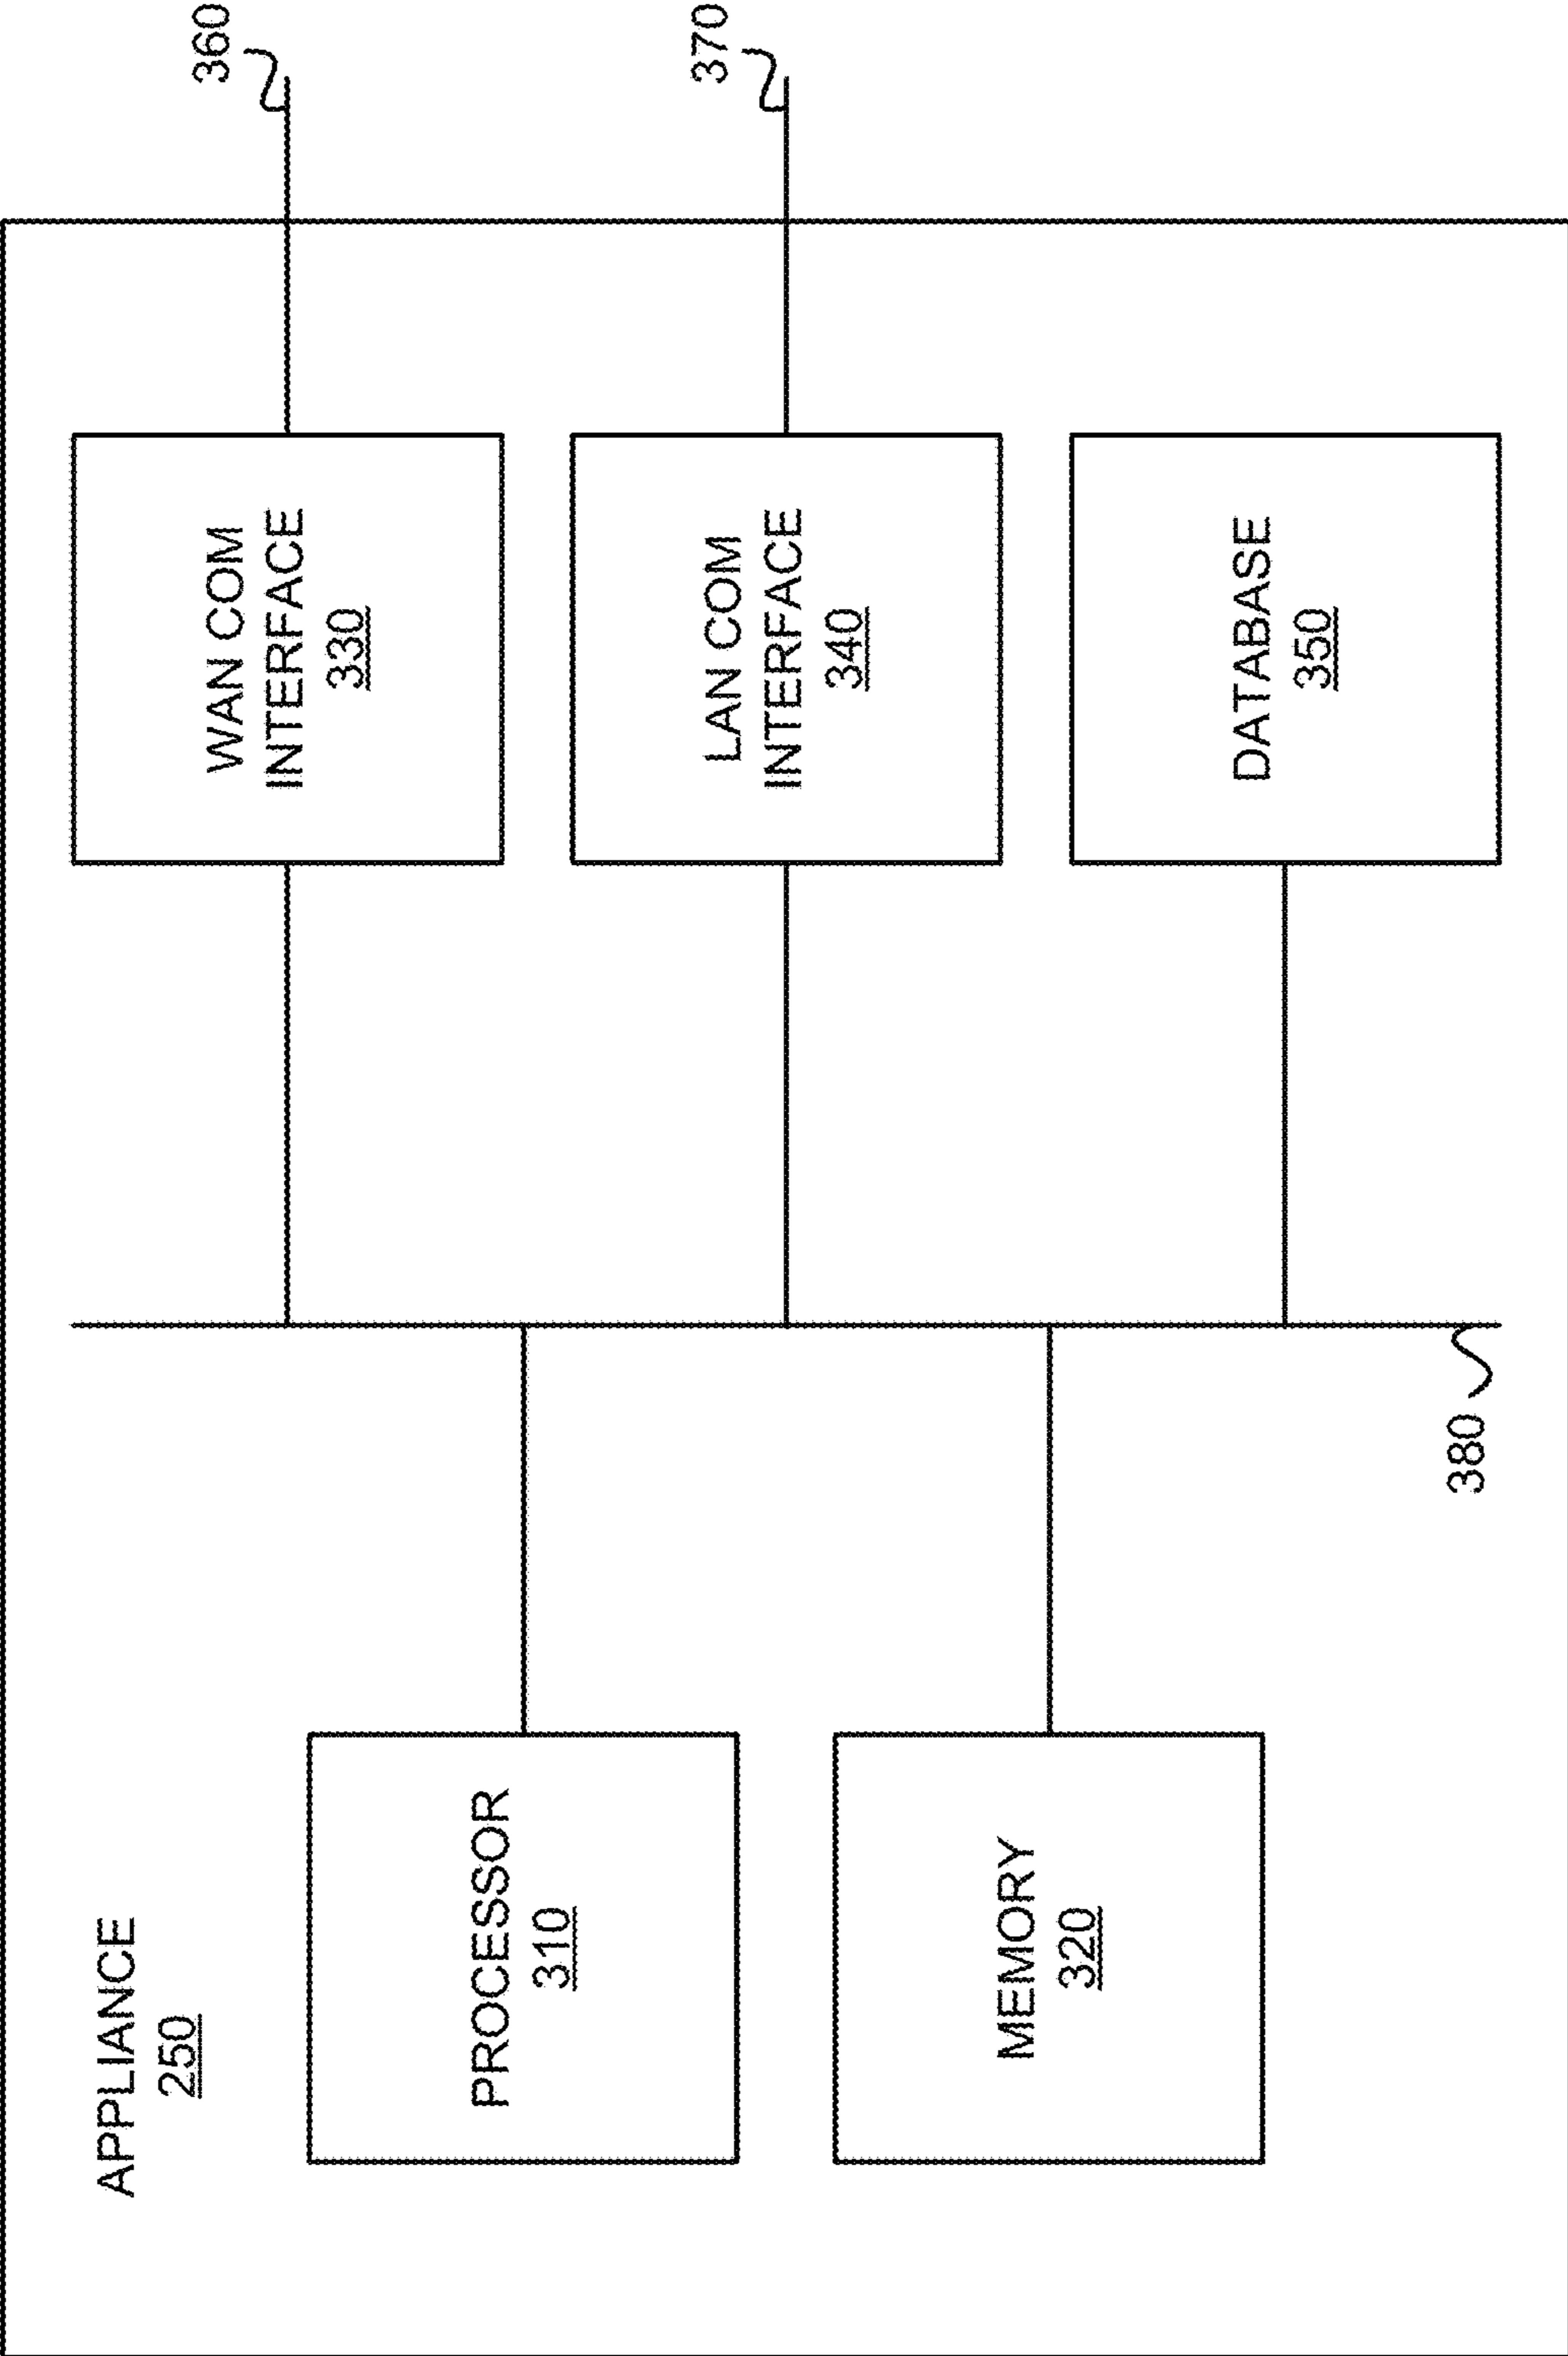 APPLIANCE
250
PROCESSOR
310
MEMORY
320
380
WAN COM
INTERFACE
330
LAN COM
INTERFACE
340
DATABASE
350
360
370